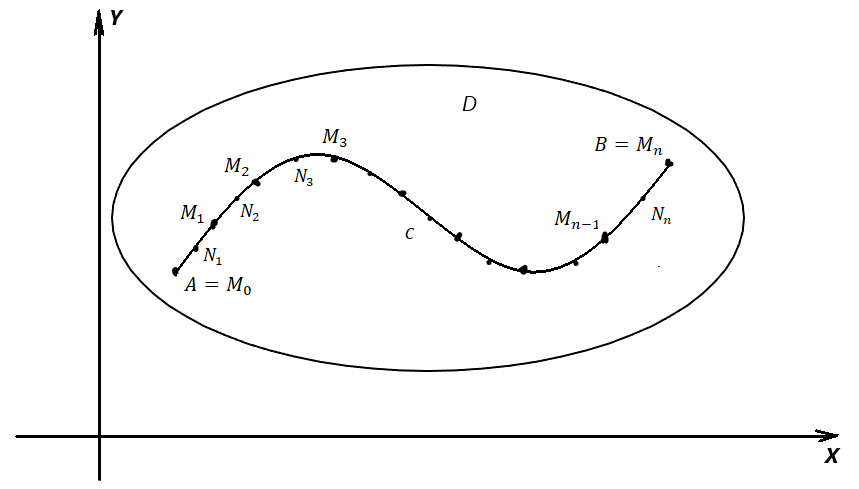 Y
D
M₃
B = Mₙ
M₂
N₃
M₁
N₂
Nₙ
Mₙ₋₁
c
N₁
A = M₀
X